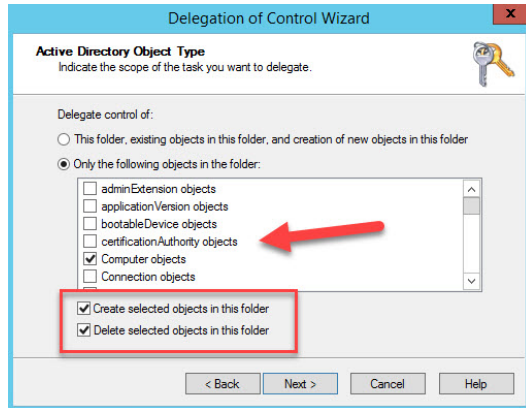 Delegation of Control Wizard
x
Active Directory Object Type
Indicate the scope of the task you want to delegate.
Delegate control of:
This folder, existing objects in this folder, and creation of new objects in this folder
Only the following objects in the folder:
adminExtension objects
applicationVersion objects
bootableDevice objects
certificationAuthority objects
Computer objects
Connection objects
Create selected objects in this folder
Delete selected objects in this folder
< Back Next > Cancel Help